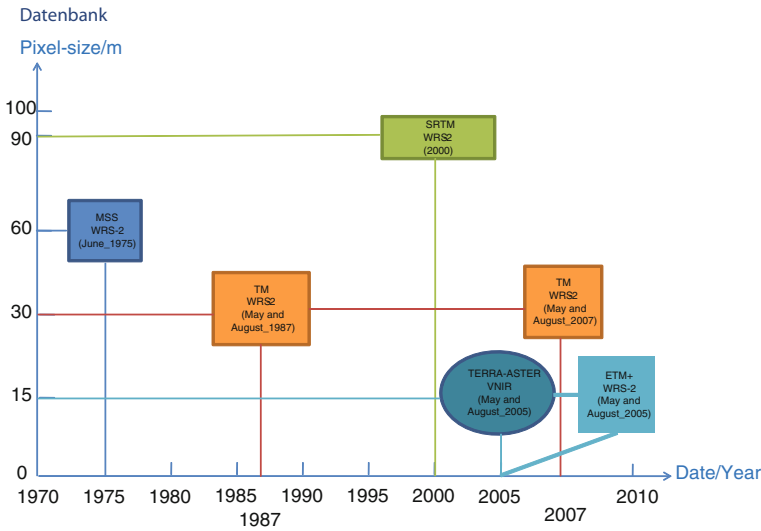 Datenbank
Pixel-size/m
100
90
SRTM
WRS2
(2000)
60
MSS
WRS-2
(June_1975)
30
TM
WRS2
(May and
August_1987)
TM
WRS2
(May and
August_2007)
15
TERRA-ASTER
VNIR
(May and
August_2005)
ETM+
WRS-2
(May and
August_2005)
0
Date/Year
1970 1975 1980 1985 1990 1995 2000 2005 2010
1987 2007